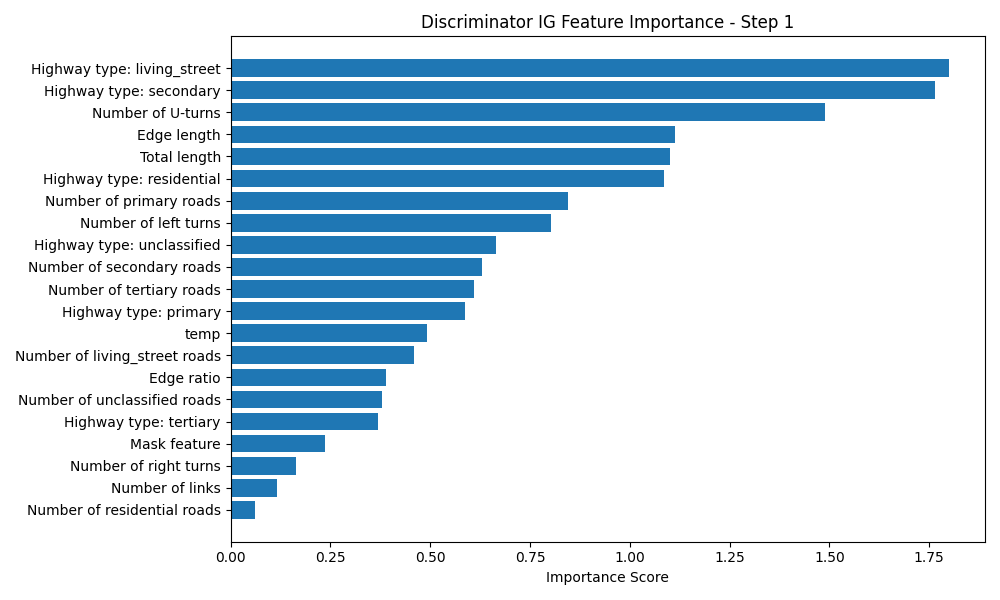 Discriminator IG Feature Importance - Step 1
Highway type: living_street
Highway type: secondary
Number of U-turns
Edge length
Total length
Highway type: residential
Number of primary roads
Number of left turns
Highway type: unclassified
Number of secondary roads
Number of tertiary roads
Highway type: primary
temp
Number of living_street roads
Edge ratio
Number of unclassified roads
Highway type: tertiary
Mask feature
Number of right turns
Number of links
Number of residential roads
0.00 0.25 0.50 0.75 1.00 1.25 1.50 1.75
Importance Score